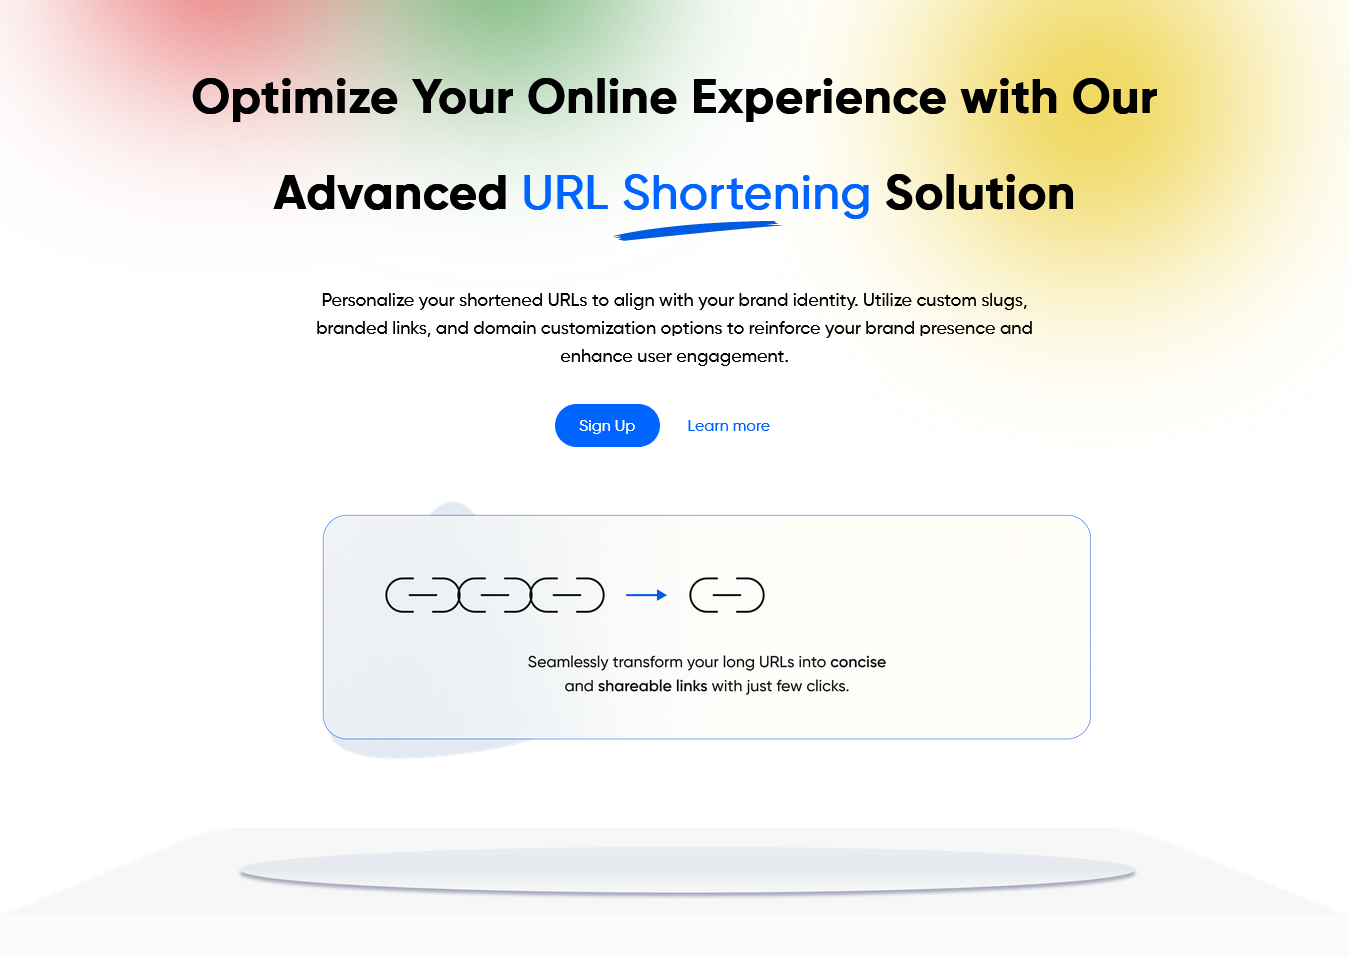 Optimize Your Online Experience with Our
Advanced URL Shortening Solution
Personalize your shortened URLs to align with your brand identity. Utilize custom slugs,
branded links, and domain customization options to reinforce your brand presence and
enhance user engagement.
Sign Up
Learn more
Seamlessly transform your long URLs into concise
and shareable links with just few clicks.